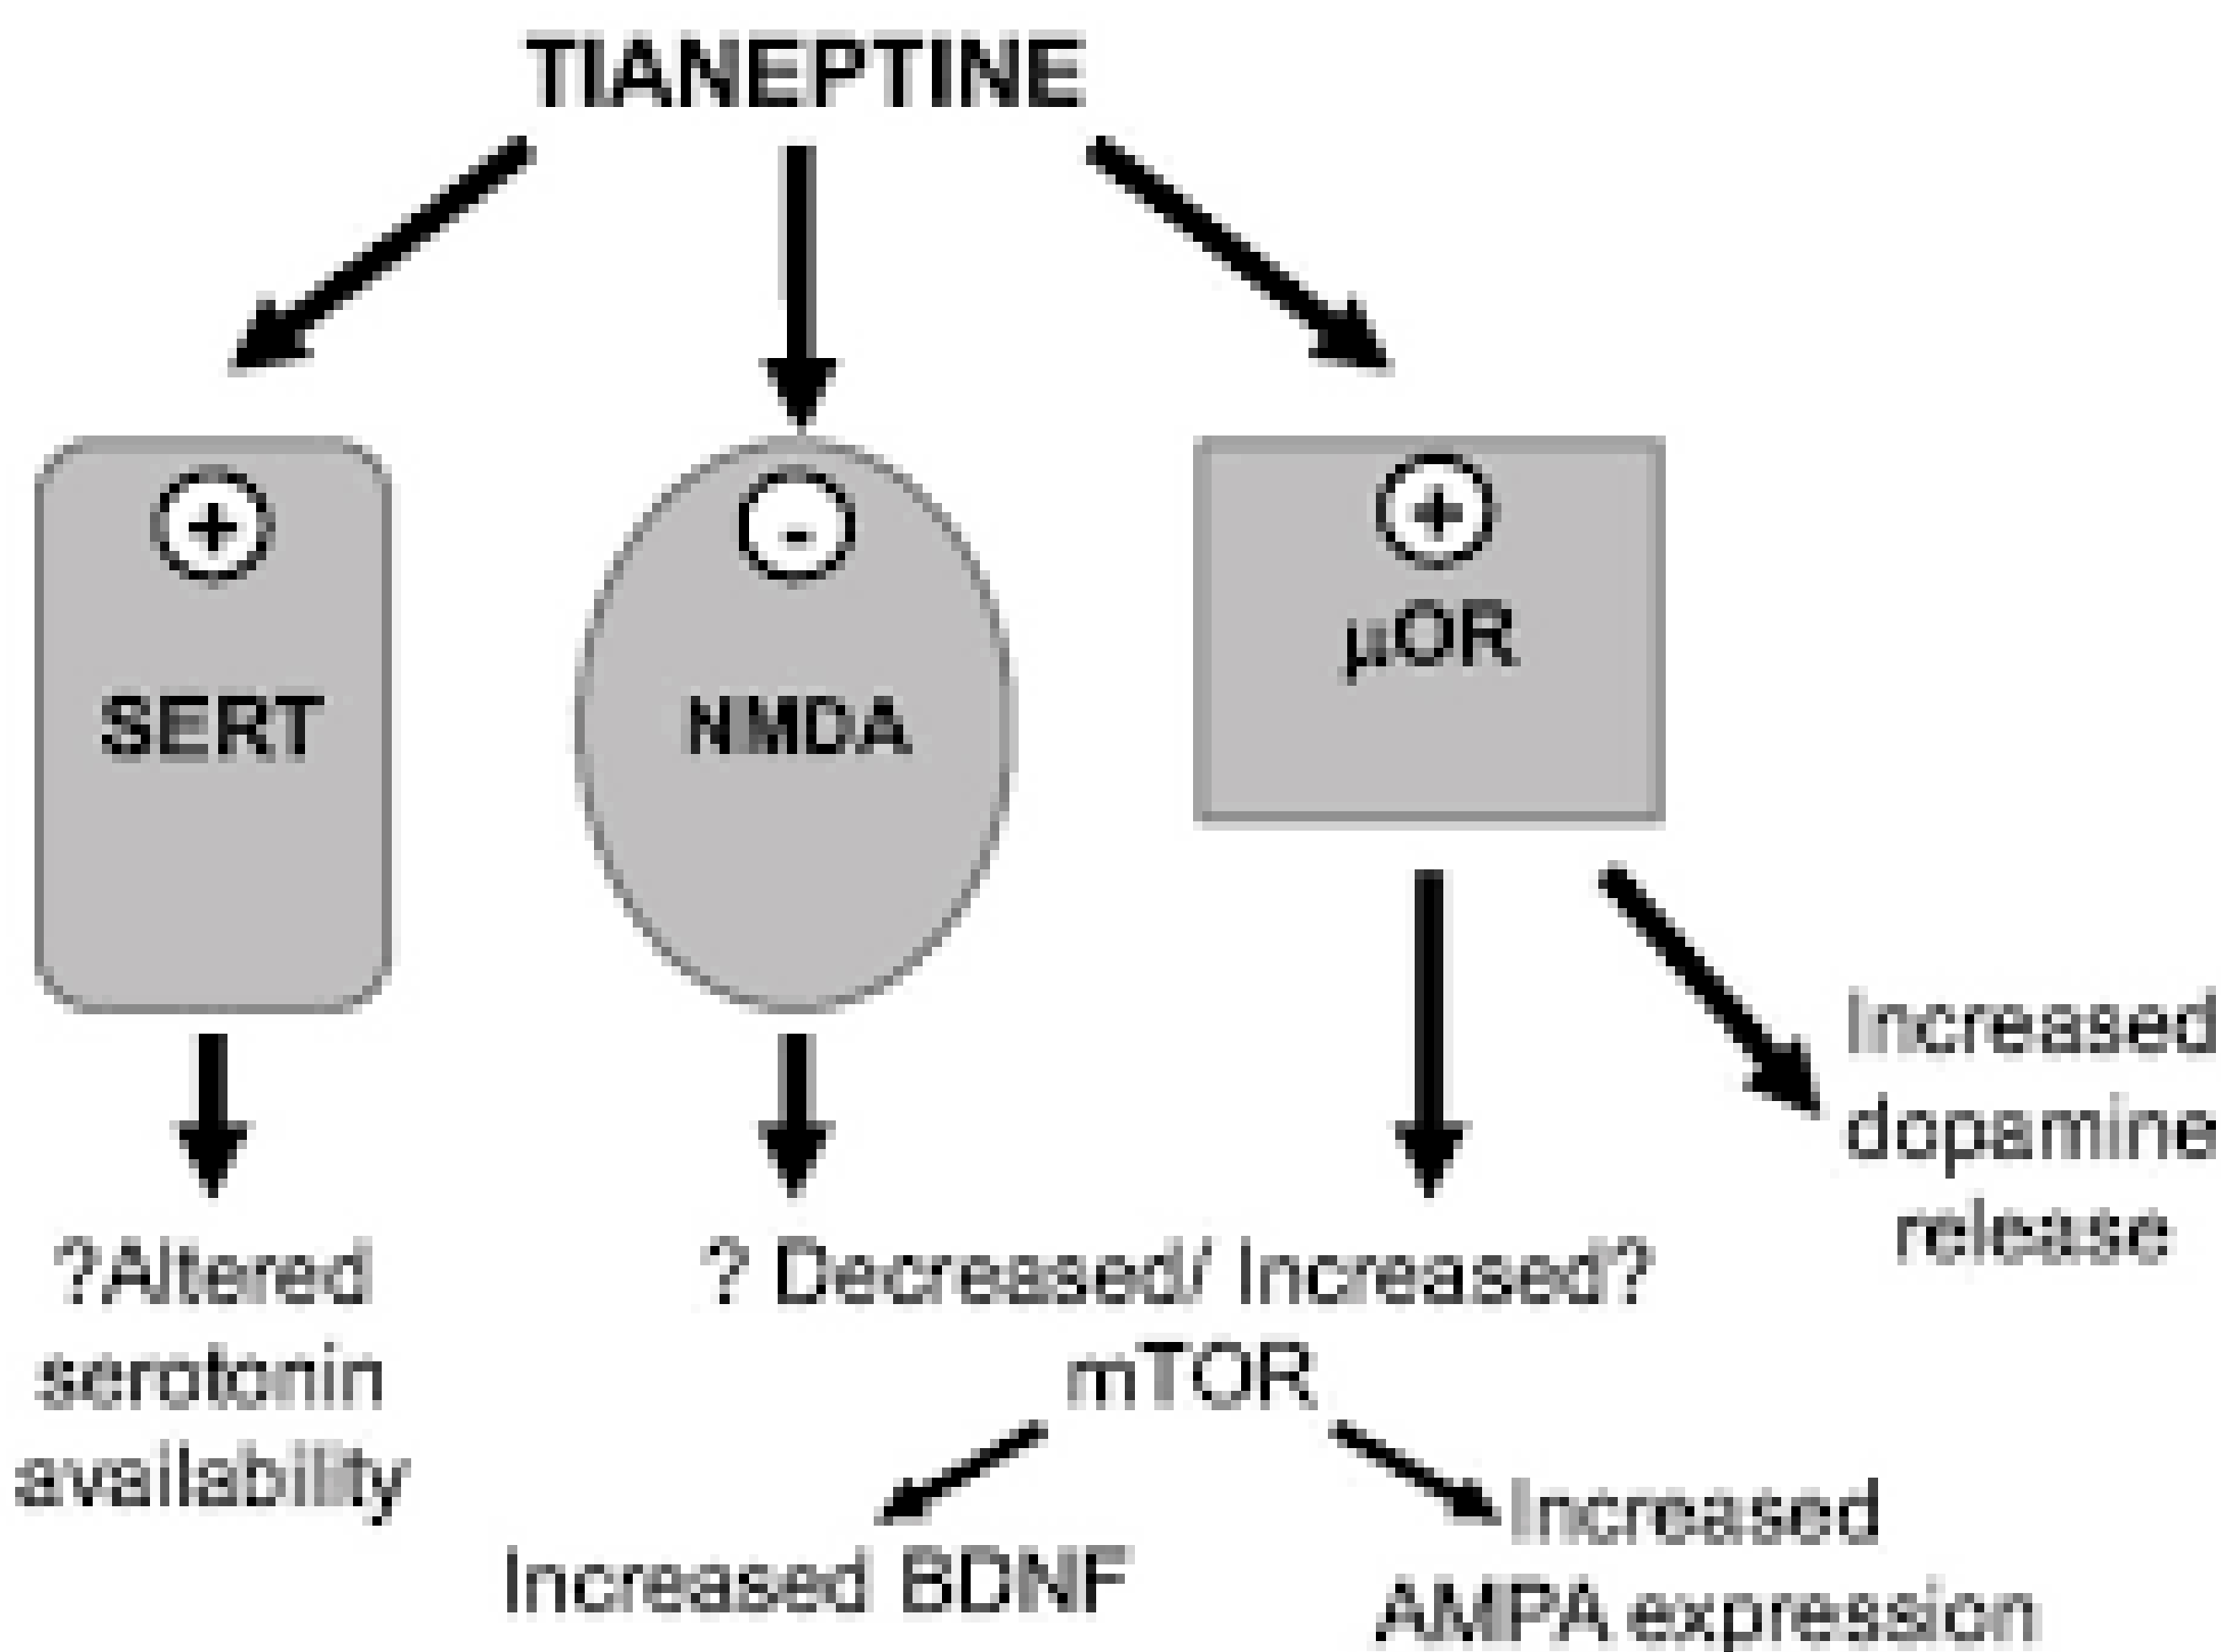 TIANEPTINE
+
-
+
SERT
NMDA
µOR
Increased
dopamine
release
?Altered
serotonin
availability
? Decreased/ Increased?
mTOR
Increased BDNF
Increased
AMPA expression